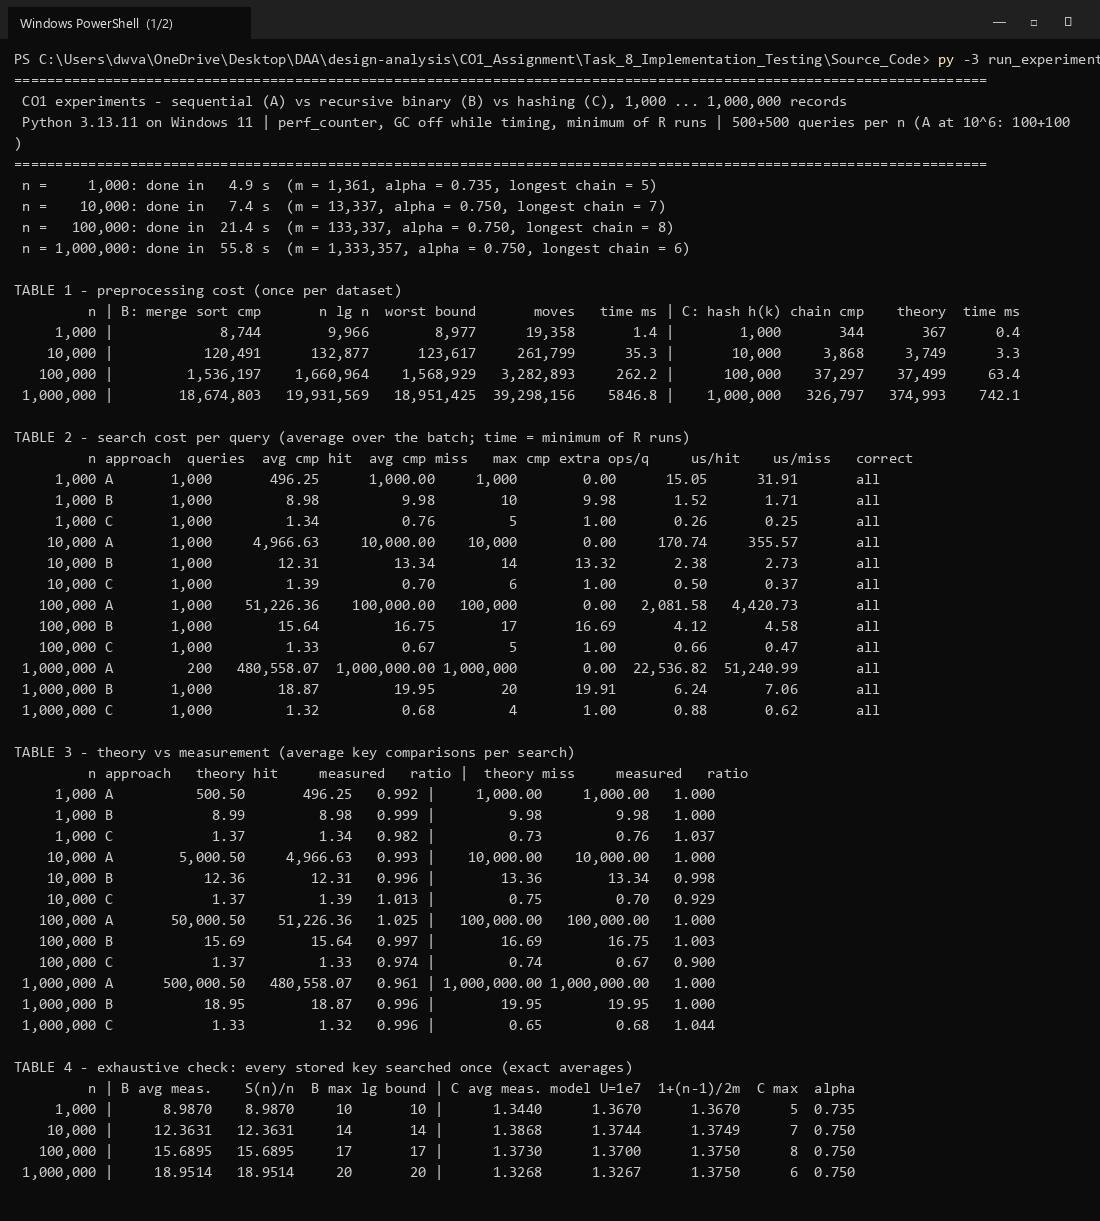 Windows PowerShell (1/2)
PS C:\Users\dwva\OneDrive\Desktop\DAA\design-analysis\CO1_Assignment\Task_8_Implementation_Testing\Source_Code> py -3 run_experiment
======================================================================================================================
 CO1 experiments - sequential (A) vs recursive binary (B) vs hashing (C), 1,000 ... 1,000,000 records
 Python 3.13.11 on Windows 11 | perf_counter, GC off while timing, minimum of R runs | 500+500 queries per n (A at 10^6: 100+100
)
======================================================================================================================
 n =     1,000: done in   4.9 s  (m = 1,361, alpha = 0.735, longest chain = 5)
 n =    10,000: done in   7.4 s  (m = 13,337, alpha = 0.750, longest chain = 7)
 n =   100,000: done in  21.4 s  (m = 133,337, alpha = 0.750, longest chain = 8)
 n = 1,000,000: done in  55.8 s  (m = 1,333,357, alpha = 0.750, longest chain = 6)
TABLE 1 - preprocessing cost (once per dataset)
         n | B: merge sort cmp       n lg n  worst bound       moves   time ms | C: hash h(k) chain cmp    theory  time ms
     1,000 |             8,744        9,966        8,977      19,358       1.4 |        1,000       344       367      0.4
    10,000 |           120,491      132,877      123,617     261,799      35.3 |       10,000     3,868     3,749      3.3
   100,000 |         1,536,197    1,660,964    1,568,929   3,282,893     262.2 |      100,000    37,297    37,499     63.4
 1,000,000 |        18,674,803   19,931,569   18,951,425  39,298,156    5846.8 |    1,000,000   326,797   374,993    742.1
TABLE 2 - search cost per query (average over the batch; time = minimum of R runs)
         n approach  queries  avg cmp hit  avg cmp miss   max cmp extra ops/q     us/hit    us/miss   correct
     1,000 A       1,000       496.25      1,000.00     1,000        0.00      15.05      31.91       all
     1,000 B       1,000         8.98          9.98        10        9.98       1.52       1.71       all
     1,000 C       1,000         1.34          0.76         5        1.00       0.26       0.25       all
    10,000 A       1,000     4,966.63     10,000.00    10,000        0.00     170.74     355.57       all
    10,000 B       1,000        12.31         13.34        14       13.32       2.38       2.73       all
    10,000 C       1,000         1.39          0.70         6        1.00       0.50       0.37       all
   100,000 A       1,000    51,226.36    100,000.00   100,000        0.00   2,081.58   4,420.73       all
   100,000 B       1,000        15.64         16.75        17       16.69       4.12       4.58       all
   100,000 C       1,000         1.33          0.67         5        1.00       0.66       0.47       all
 1,000,000 A         200   480,558.07  1,000,000.00 1,000,000        0.00  22,536.82  51,240.99       all
 1,000,000 B       1,000        18.87         19.95        20       19.91       6.24       7.06       all
 1,000,000 C       1,000         1.32          0.68         4        1.00       0.88       0.62       all
TABLE 3 - theory vs measurement (average key comparisons per search)
         n approach   theory hit     measured   ratio |  theory miss     measured   ratio
     1,000 A          500.50       496.25   0.992 |     1,000.00     1,000.00   1.000
     1,000 B            8.99         8.98   0.999 |         9.98         9.98   1.000
     1,000 C            1.37         1.34   0.982 |         0.73         0.76   1.037
    10,000 A        5,000.50     4,966.63   0.993 |    10,000.00    10,000.00   1.000
    10,000 B           12.36        12.31   0.996 |        13.36        13.34   0.998
    10,000 C            1.37         1.39   1.013 |         0.75         0.70   0.929
   100,000 A       50,000.50    51,226.36   1.025 |   100,000.00   100,000.00   1.000
   100,000 B           15.69        15.64   0.997 |        16.69        16.75   1.003
   100,000 C            1.37         1.33   0.974 |         0.74         0.67   0.900
 1,000,000 A      500,000.50   480,558.07   0.961 | 1,000,000.00 1,000,000.00   1.000
 1,000,000 B           18.95        18.87   0.996 |        19.95        19.95   1.000
 1,000,000 C            1.33         1.32   0.996 |         0.65         0.68   1.044
TABLE 4 - exhaustive check: every stored key searched once (exact averages)
         n | B avg meas.    S(n)/n  B max lg bound | C avg meas. model U=1e7  1+(n-1)/2m  C max  alpha
     1,000 |      8.9870    8.9870     10       10 |      1.3440      1.3670      1.3670      5  0.735
    10,000 |     12.3631   12.3631     14       14 |      1.3868      1.3744      1.3749      7  0.750
   100,000 |     15.6895   15.6895     17       17 |      1.3730      1.3700      1.3750      8  0.750
 1,000,000 |     18.9514   18.9514     20       20 |      1.3268      1.3267      1.3750      6  0.750